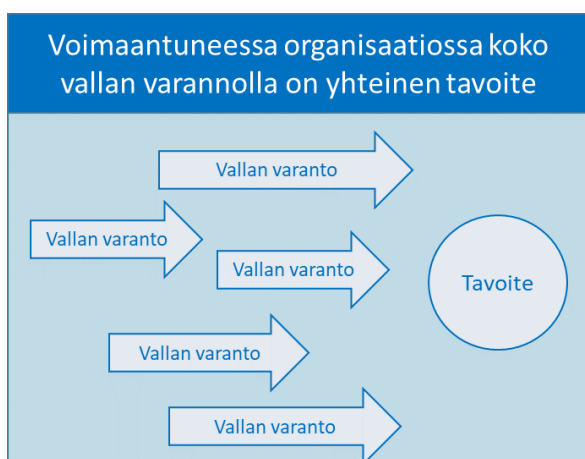 Voimaantuneessa organisaatiossa koko
vallan varannolla on yhteinen tavoite
Vallan varanto
Vallan varanto
Vallan varanto
Tavoite
Vallan varanto
Vallan varanto